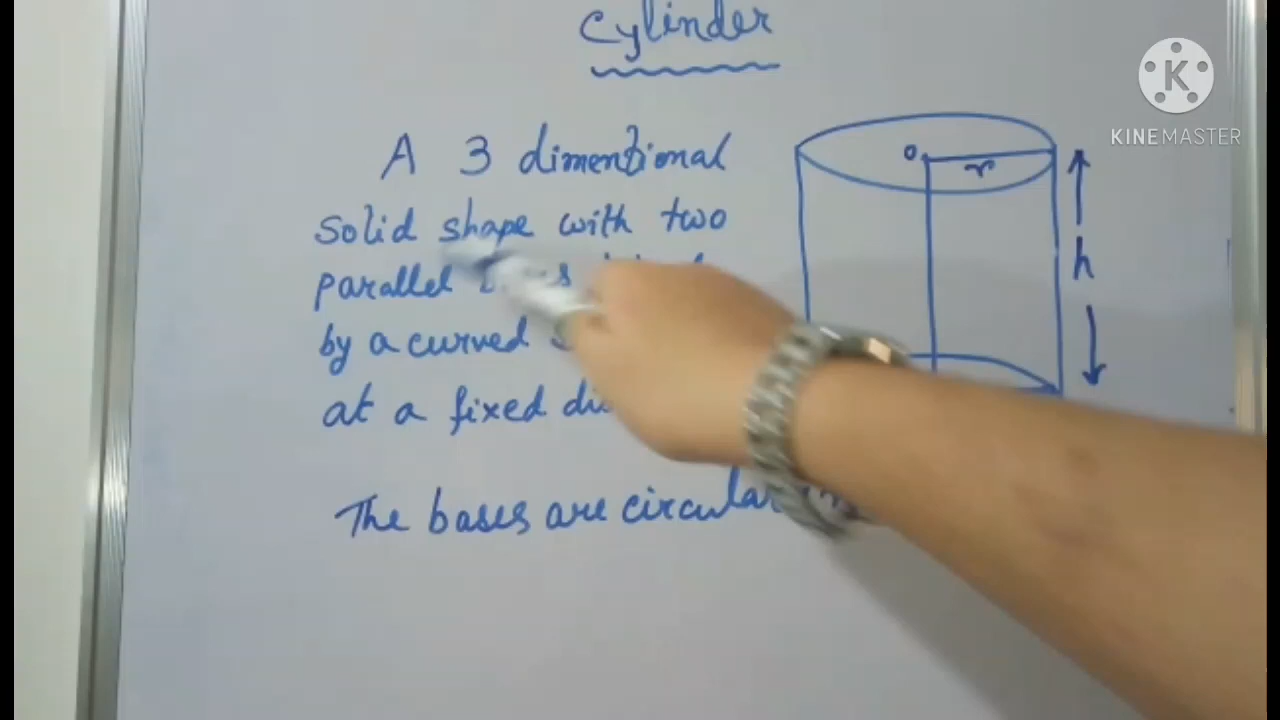 Cylinder
KINEMASTER
A 3 dimentional
solid shape with two
parallel
by a curved
at a fixed
The bases are circular
o
r
h